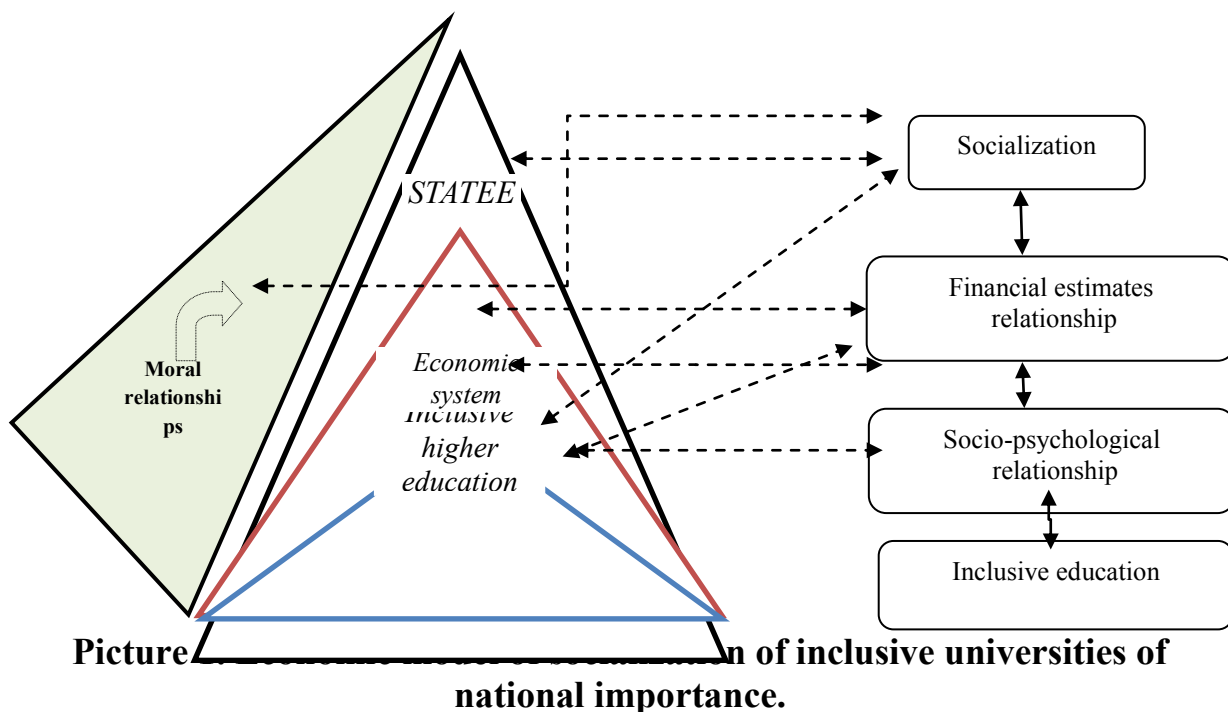 STATEE
Economic
system
Inclusive
higher
education
Moral
relationshi
ps
Socialization
Financial estimates
relationship
Socio-psychological
relationship
Inclusive education
Picture of inclusive universities of
national importance.